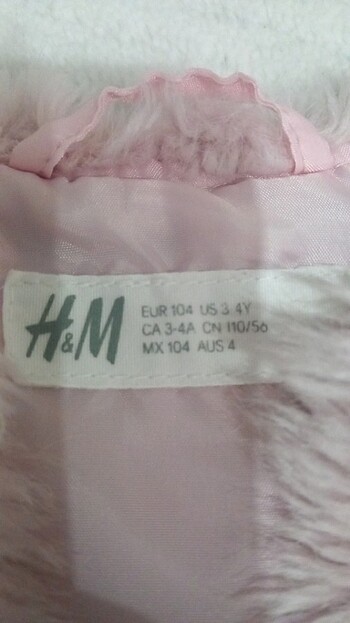 H&M
EUR 104 US 3 4Y
CA 3-4A CN 110/56
MX 104 AUS 4